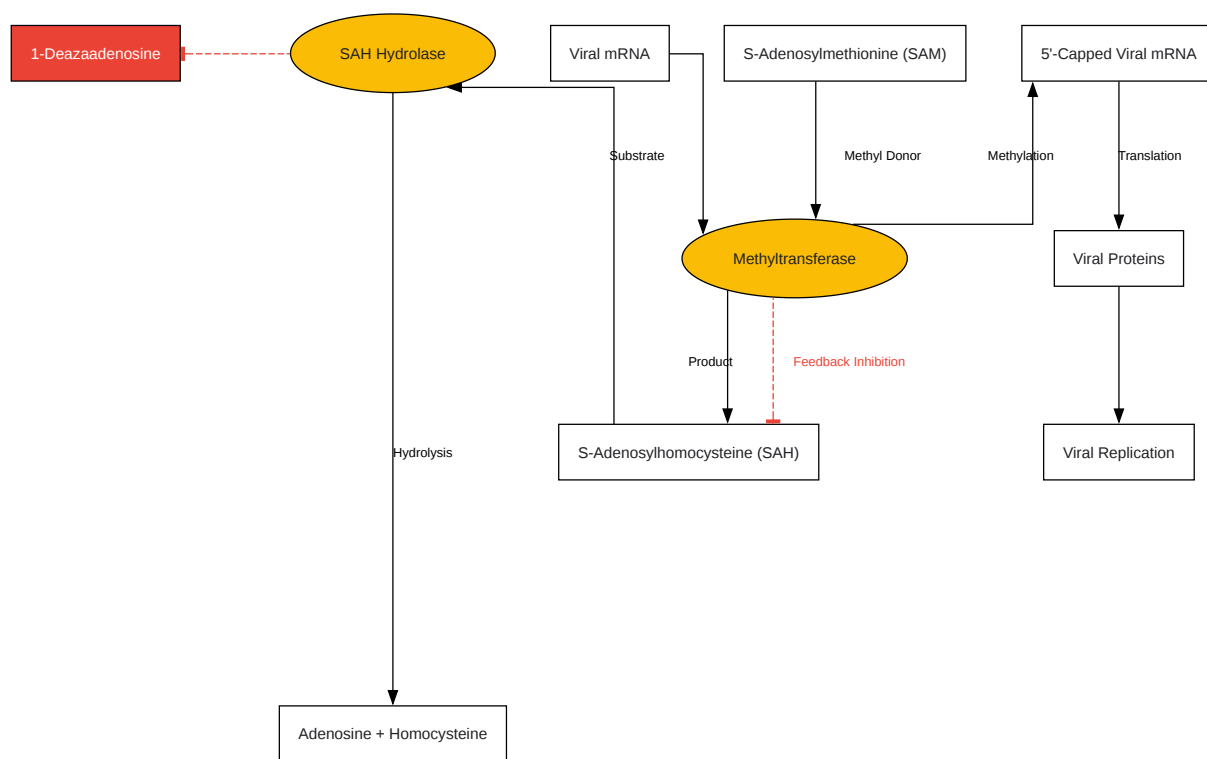 1-Deazaadenosine
SAH Hydrolase
Viral mRNA
S-Adenosylmethionine (SAM)
5'-Capped Viral mRNA
Substrate
Methyl Donor
Methylation
Translation
Methyltransferase
Viral Proteins
Product
Feedback Inhibition
Hydrolysis
S-Adenosylhomocysteine (SAH)
Viral Replication
Adenosine + Homocysteine